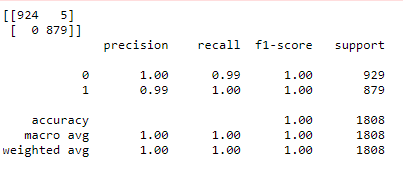 [[924 5]
[ 0 879]]
precision recall f1-score support
0 1.00 0.99 1.00 929
1 0.99 1.00 1.00 879
accuracy 1.00 1808
macro avg 1.00 1.00 1.00 1808
weighted avg 1.00 1.00 1.00 1808